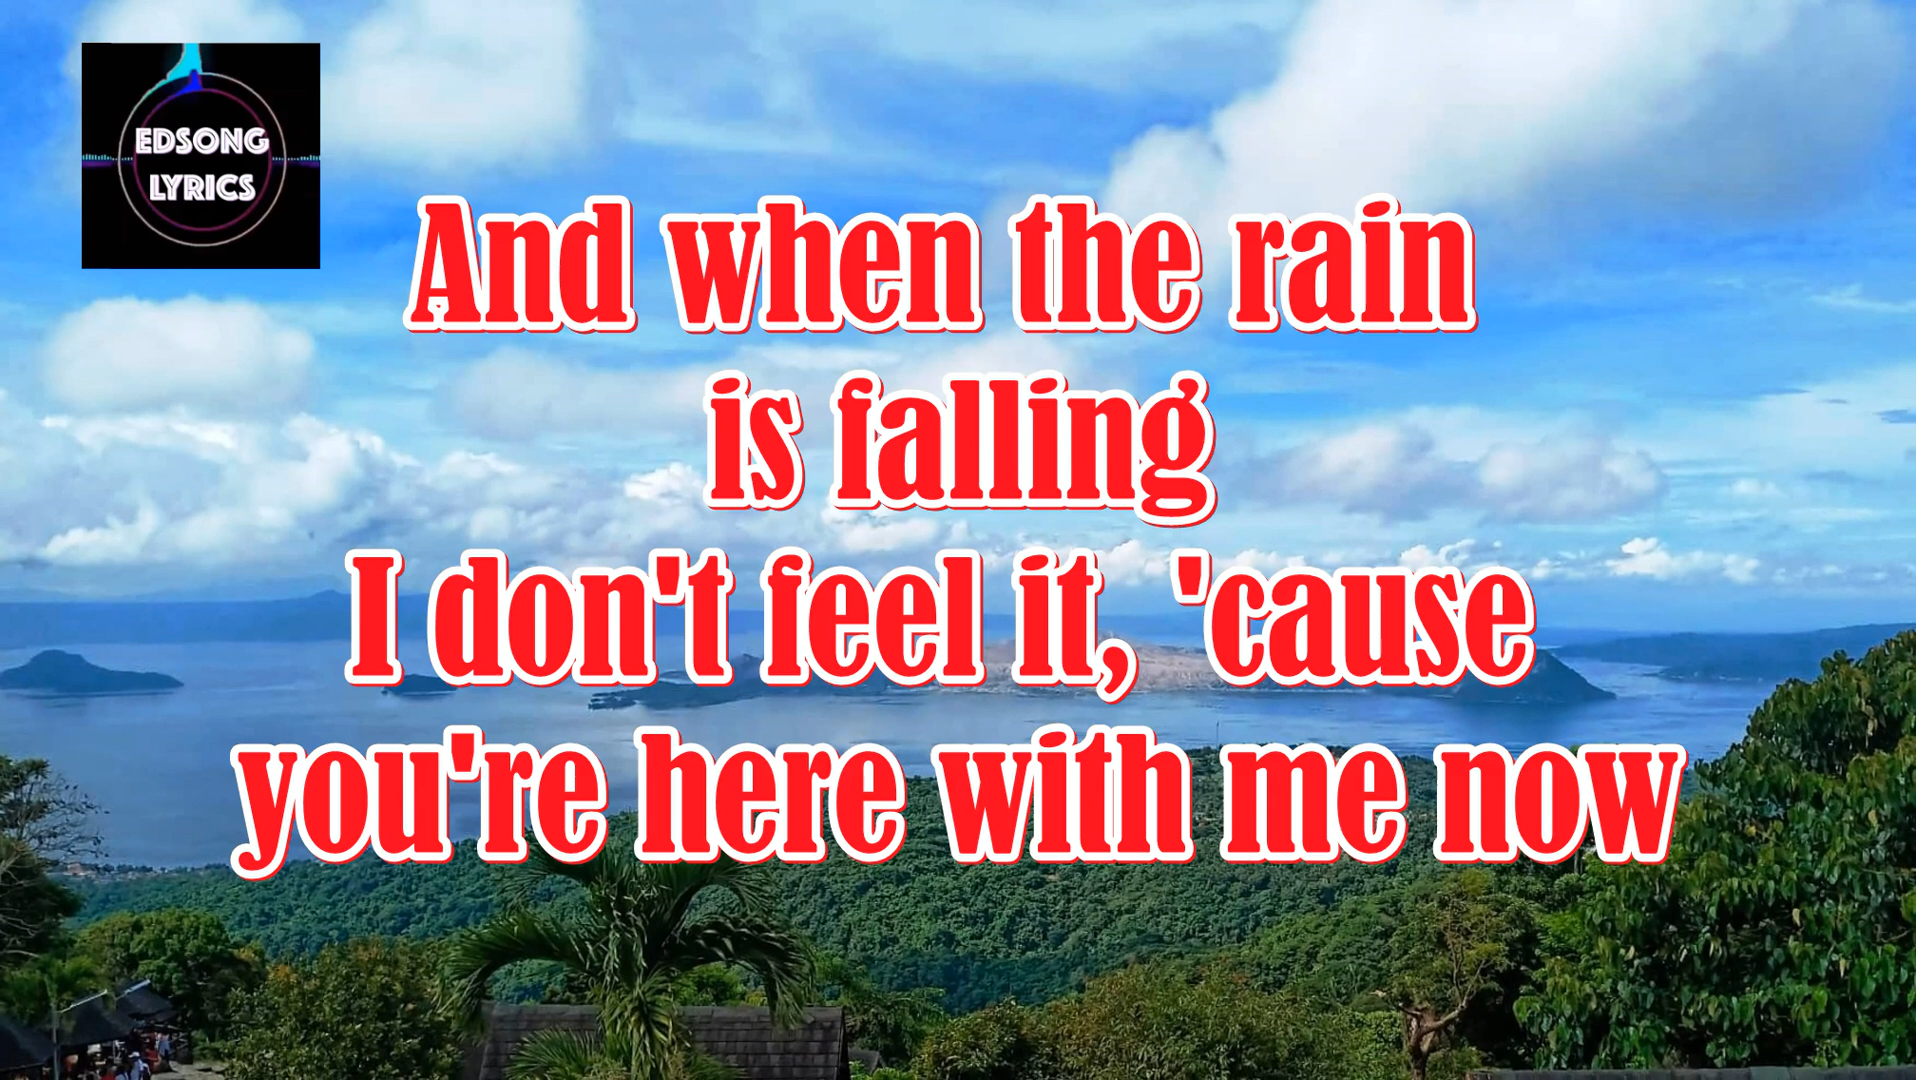 EDSONG
LYRICS
And when the rain
is falling
I don't feel it, 'cause
you're here with me now